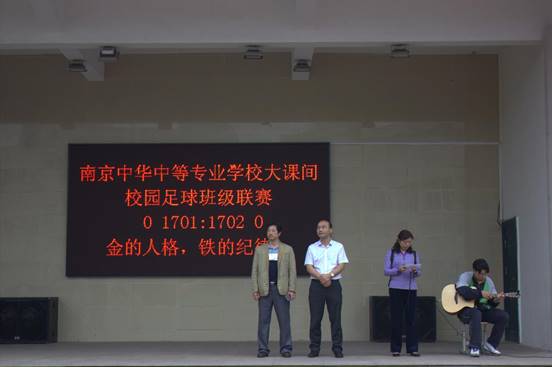 南京中华中等专业学校大课间
校园足球班级联赛
0 1701:1702 0
金的人格，铁的纪